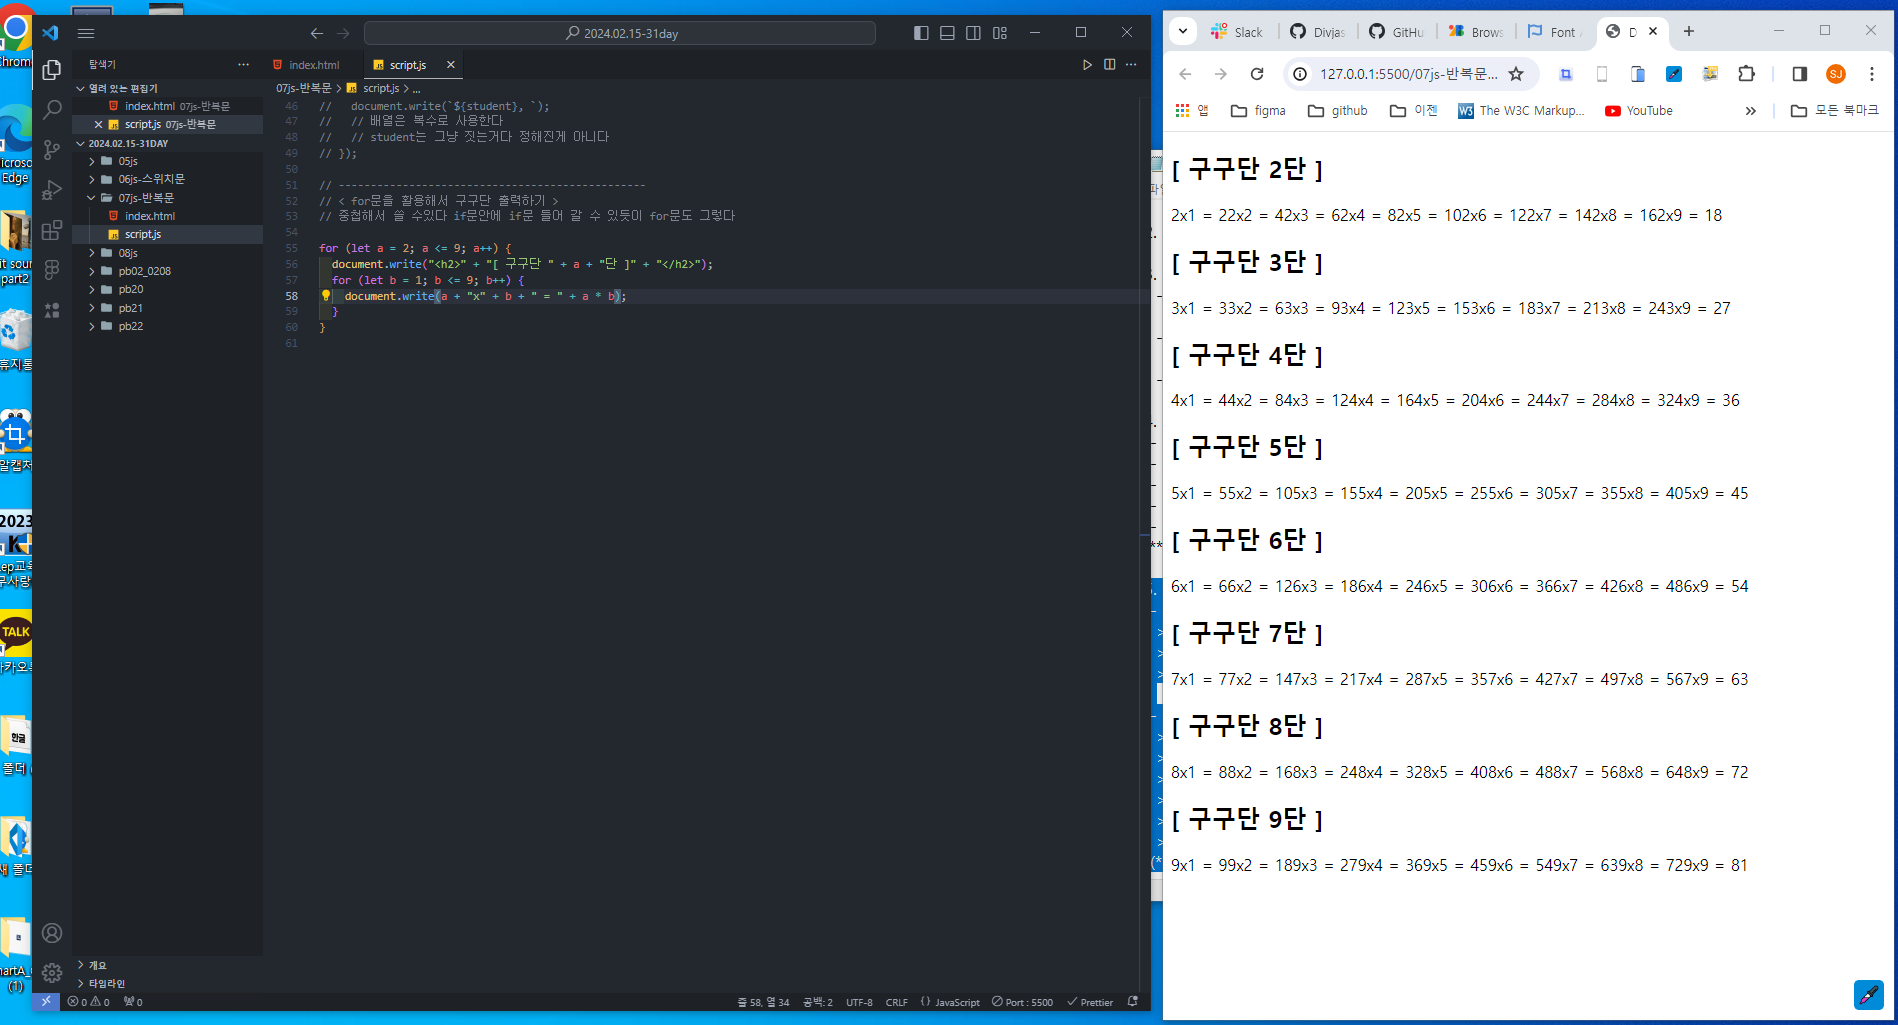 2024.02.15-31day
탐색기
열려 있는 편집기
index.html 07js-반복문
script.js 07js-반복문
2024.02.15-31DAY
05js
06js-스위치문
07js-반복문
index.html
script.js
08js
pb02_0208
pb20
pb21
pb22
개요
타임라인
index.html
script.js
07js-반복문 > script.js > ...
46 //   document.write(`${student}, `);
47 //   // 배열은 복수로 사용한다
48 //   // student는 그냥 짓는거다 정해진게 아니다
49 // });
50
51 // ------------------------------------------------
52 // < for문을 활용해서 구구단 출력하기 >
53 // 중첩해서 쓸 수있다 if문안에 if문 들어 갈 수 있듯이 for문도 그렇다
54
55 for (let a = 2; a <= 9; a++) {
56   document.write("<h2>" + "[ 구구단 " + a + "단 ]" + "</h2>");
57   for (let b = 1; b <= 9; b++) {
58     document.write(a + "x" + b + " = " + a * b);
59   }
60 }
61
0 0 0
줄 58, 열 34 공백: 2 UTF-8 CRLF {} JavaScript Port : 5500 Prettier
Slack Divjas GitHu Brows Font D
127.0.0.1:5500/07js-반복문...
SJ
앱 figma github 이젠 The W3C Markup... YouTube » 모든 북마크
[ 구구단 2단 ]
2x1 = 22x2 = 42x3 = 62x4 = 82x5 = 102x6 = 122x7 = 142x8 = 162x9 = 18
[ 구구단 3단 ]
3x1 = 33x2 = 63x3 = 93x4 = 123x5 = 153x6 = 183x7 = 213x8 = 243x9 = 27
[ 구구단 4단 ]
4x1 = 44x2 = 84x3 = 124x4 = 164x5 = 204x6 = 244x7 = 284x8 = 324x9 = 36
[ 구구단 5단 ]
5x1 = 55x2 = 105x3 = 155x4 = 205x5 = 255x6 = 305x7 = 355x8 = 405x9 = 45
[ 구구단 6단 ]
6x1 = 66x2 = 126x3 = 186x4 = 246x5 = 306x6 = 366x7 = 426x8 = 486x9 = 54
[ 구구단 7단 ]
7x1 = 77x2 = 147x3 = 217x4 = 287x5 = 357x6 = 427x7 = 497x8 = 567x9 = 63
[ 구구단 8단 ]
8x1 = 88x2 = 168x3 = 248x4 = 328x5 = 408x6 = 488x7 = 568x8 = 648x9 = 72
[ 구구단 9단 ]
9x1 = 99x2 = 189x3 = 279x4 = 369x5 = 459x6 = 549x7 = 639x8 = 729x9 = 81
Edge
part2
2023
TALK
한글
(1)